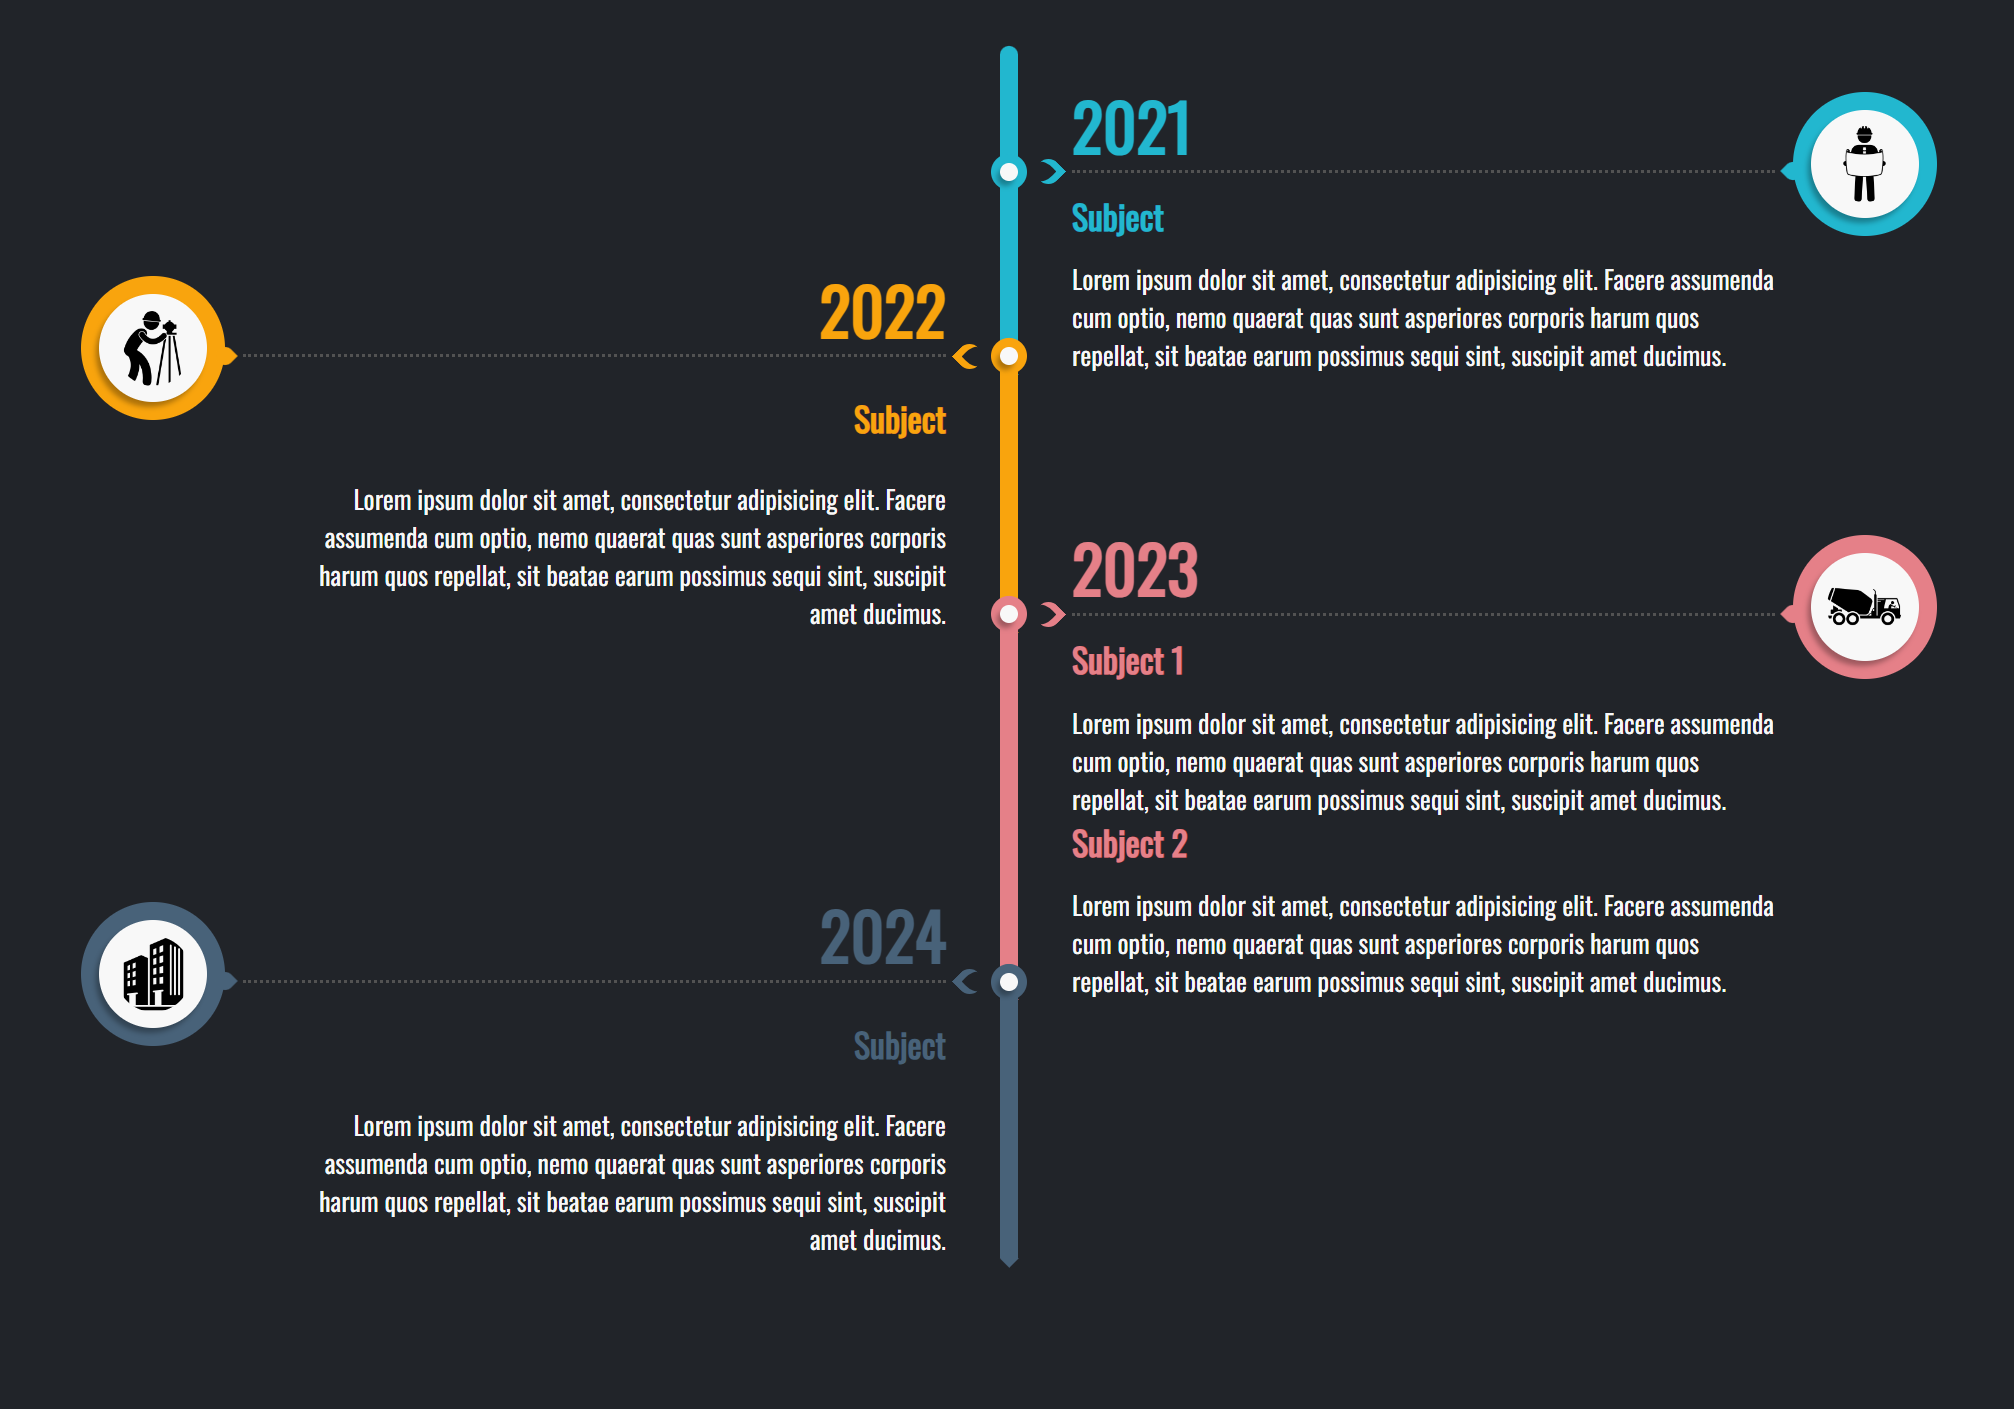 2021
Subject
Lorem ipsum dolor sit amet, consectetur adipisicing elit. Facere assumenda
cum optio, nemo quaerat quas sunt asperiores corporis harum quos
repellat, sit beatae earum possimus sequi sint, suscipit amet ducimus.
2022
Subject
Lorem ipsum dolor sit amet, consectetur adipisicing elit. Facere
assumenda cum optio, nemo quaerat quas sunt asperiores corporis
harum quos repellat, sit beatae earum possimus sequi sint, suscipit
amet ducimus.
2023
Subject 1
Lorem ipsum dolor sit amet, consectetur adipisicing elit. Facere assumenda
cum optio, nemo quaerat quas sunt asperiores corporis harum quos
repellat, sit beatae earum possimus sequi sint, suscipit amet ducimus.
Subject 2
Lorem ipsum dolor sit amet, consectetur adipisicing elit. Facere assumenda
cum optio, nemo quaerat quas sunt asperiores corporis harum quos
repellat, sit beatae earum possimus sequi sint, suscipit amet ducimus.
2024
Subject
Lorem ipsum dolor sit amet, consectetur adipisicing elit. Facere
assumenda cum optio, nemo quaerat quas sunt asperiores corporis
harum quos repellat, sit beatae earum possimus sequi sint, suscipit
amet ducimus.